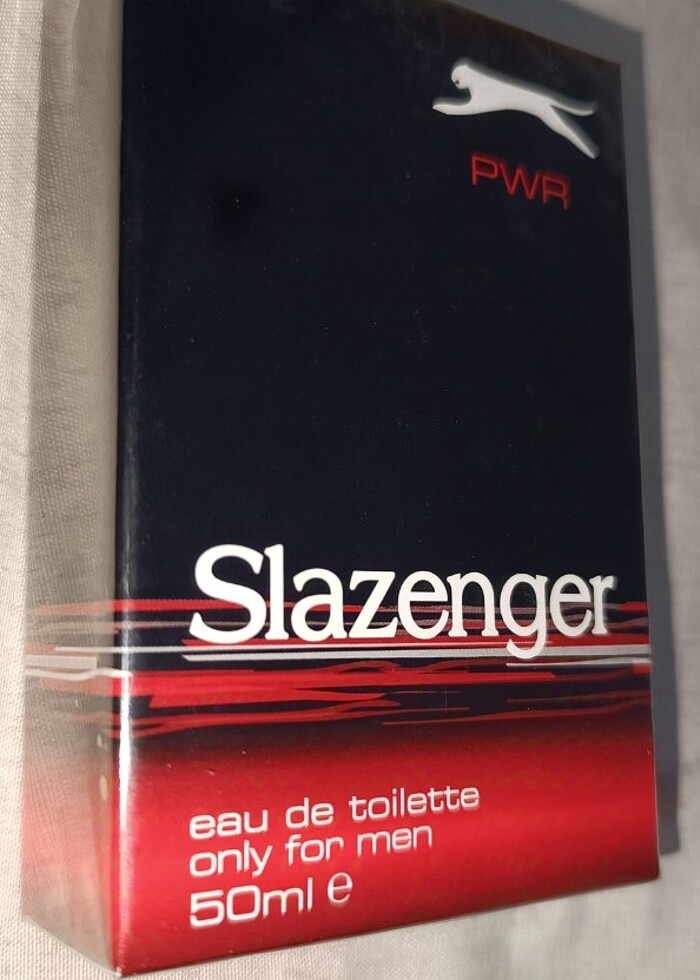 PWR
Slazenger
eau de toilette
only for men
50ml e